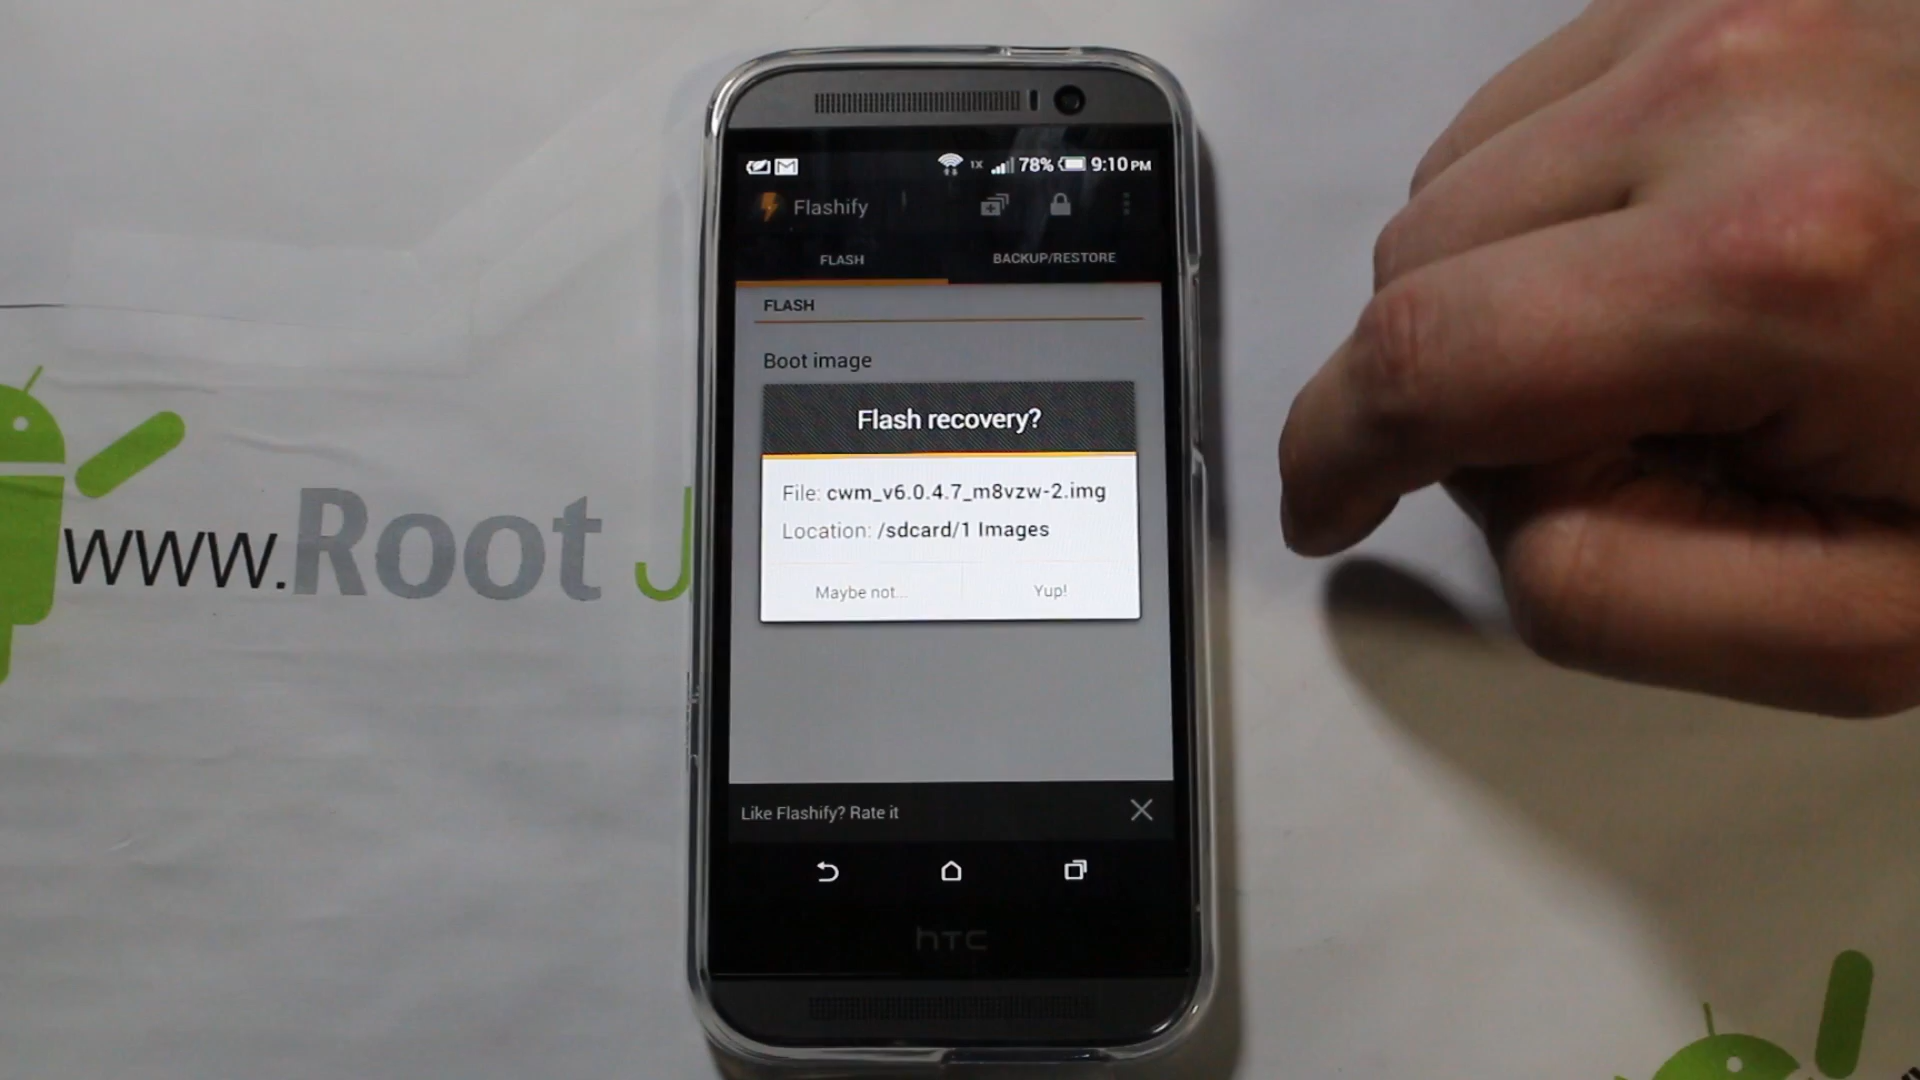 1X 78% 9:10 PM
Flashify
FLASH BACKUP/RESTORE
FLASH
Boot image
Flash recovery?
File: cwm_v6.0.4.7_m8vzw-2.img
Location: /sdcard/1 Images
Maybe not... Yup!
www.Root J
Like Flashify? Rate it
hTC